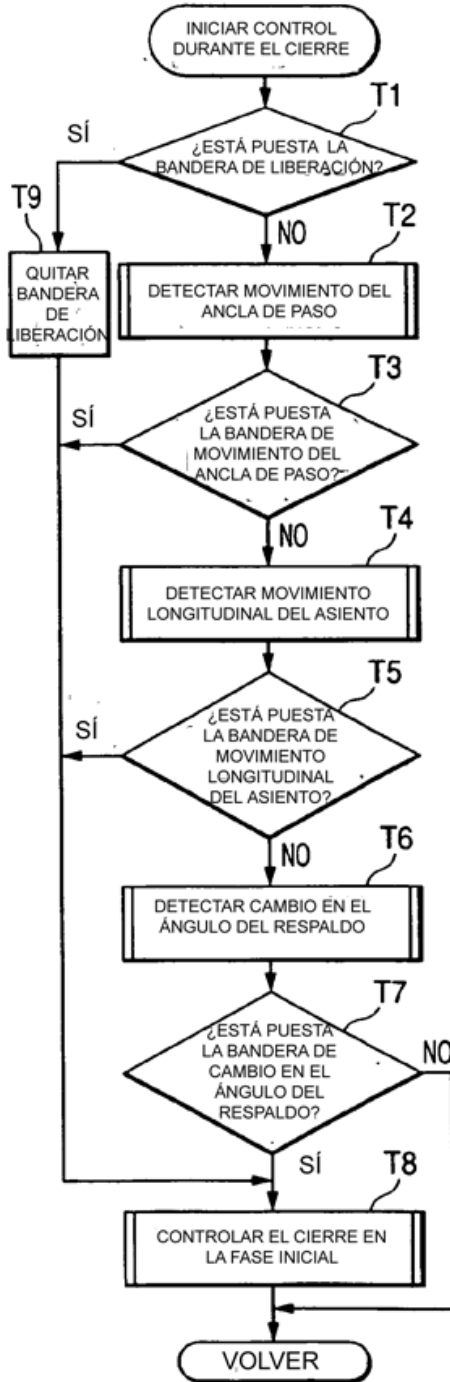 INICIAR CONTROL
DURANTE EL CIERRE
T1
SÍ
¿ESTÁ PUESTA LA
BANDERA DE LIBERACIÓN?
T9
NO
T2
QUITAR
BANDERA
DE
LIBERACIÓN
DETECTAR MOVIMIENTO DEL
ANCLA DE PASO
T3
SÍ
¿ESTÁ PUESTA
LA BANDERA DE
MOVIMIENTO DEL
ANCLA DE PASO?
NO
T4
DETECTAR MOVIMIENTO
LONGITUDINAL DEL ASIENTO
T5
SÍ
¿ESTÁ PUESTA
LA BANDERA DE
MOVIMIENTO
LONGITUDINAL
DEL ASIENTO?
NO
T6
DETECTAR CAMBIO EN EL
ÁNGULO DEL RESPALDO
T7
¿ESTÁ PUESTA
LA BANDERA DE
CAMBIO EN EL
ÁNGULO DEL
RESPALDO?
NO
SÍ
T8
CONTROLAR EL CIERRE EN
LA FASE INICIAL
VOLVER